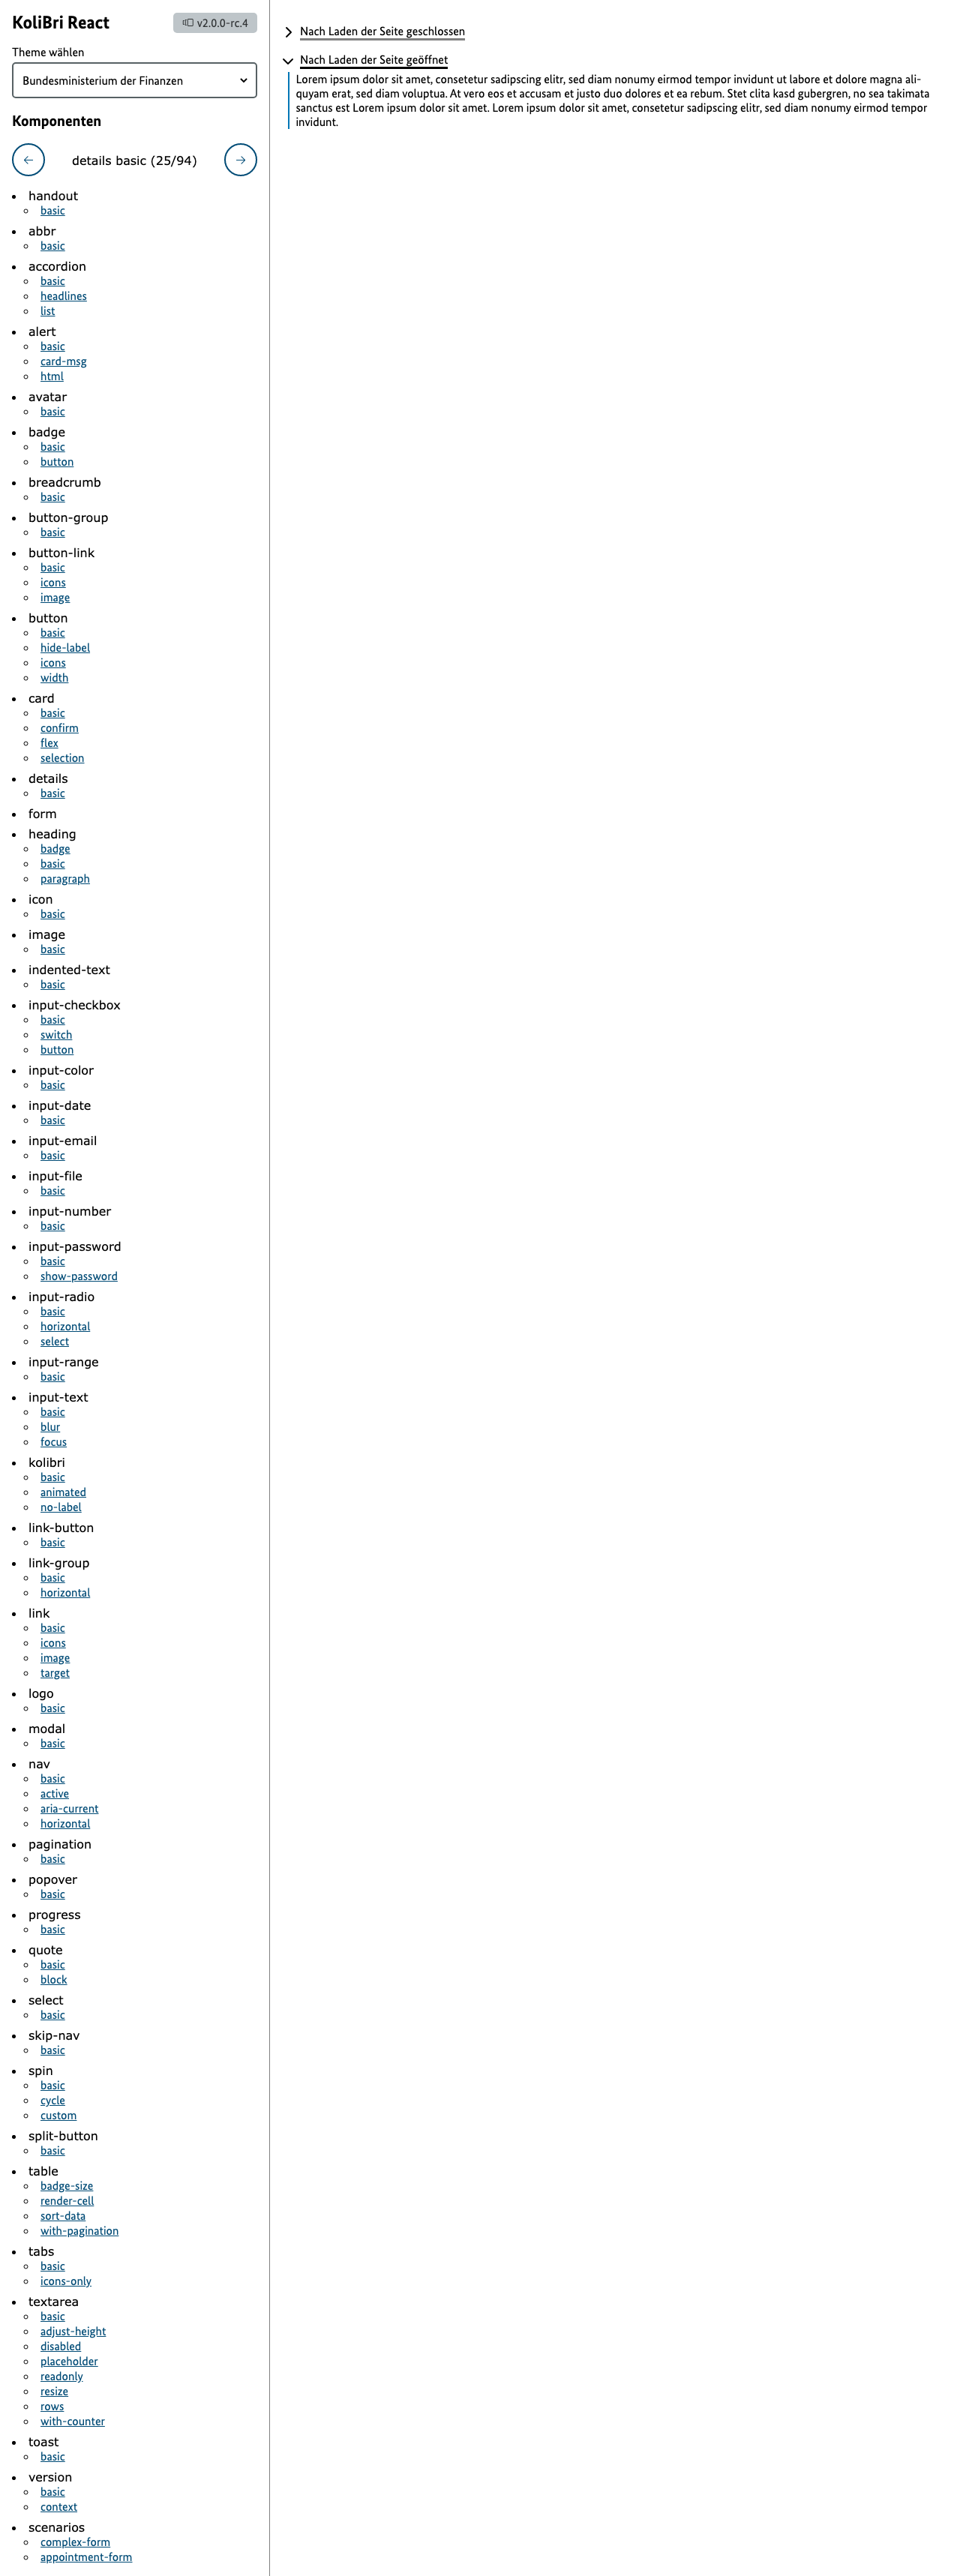 KoliBri React
v2.0.0-rc.4
Theme wählen
Bundesministerium der Finanzen
Komponenten
details basic (25/94)
handout
basic
abbr
basic
accordion
basic
headlines
list
alert
basic
card-msg
html
avatar
basic
badge
basic
button
breadcrumb
basic
button-group
basic
button-link
basic
icons
image
button
basic
hide-label
icons
width
card
basic
confirm
flex
selection
details
basic
form
heading
badge
basic
paragraph
icon
basic
image
basic
indented-text
basic
input-checkbox
basic
switch
button
input-color
basic
input-date
basic
input-email
basic
input-file
basic
input-number
basic
input-password
basic
show-password
input-radio
basic
horizontal
select
input-range
basic
input-text
basic
blur
focus
kolibri
basic
animated
no-label
link-button
basic
link-group
basic
horizontal
link
basic
icons
image
target
logo
basic
modal
basic
nav
basic
active
aria-current
horizontal
pagination
basic
popover
basic
progress
basic
quote
basic
block
select
basic
skip-nav
basic
spin
basic
cycle
custom
split-button
basic
table
badge-size
render-cell
sort-data
with-pagination
tabs
basic
icons-only
textarea
basic
adjust-height
disabled
placeholder
readonly
resize
rows
with-counter
toast
basic
version
basic
context
scenarios
complex-form
appointment-form
Nach Laden der Seite geschlossen
Nach Laden der Seite geöffnet
Lorem ipsum dolor sit amet, consetetur sadipscing elitr, sed diam nonumy eirmod tempor invidunt ut labore et dolore magna ali-
quyam erat, sed diam voluptua. At vero eos et accusam et justo duo dolores et ea rebum. Stet clita kasd gubergren, no sea takimata
sanctus est Lorem ipsum dolor sit amet. Lorem ipsum dolor sit amet, consetetur sadipscing elitr, sed diam nonumy eirmod tempor
invidunt.